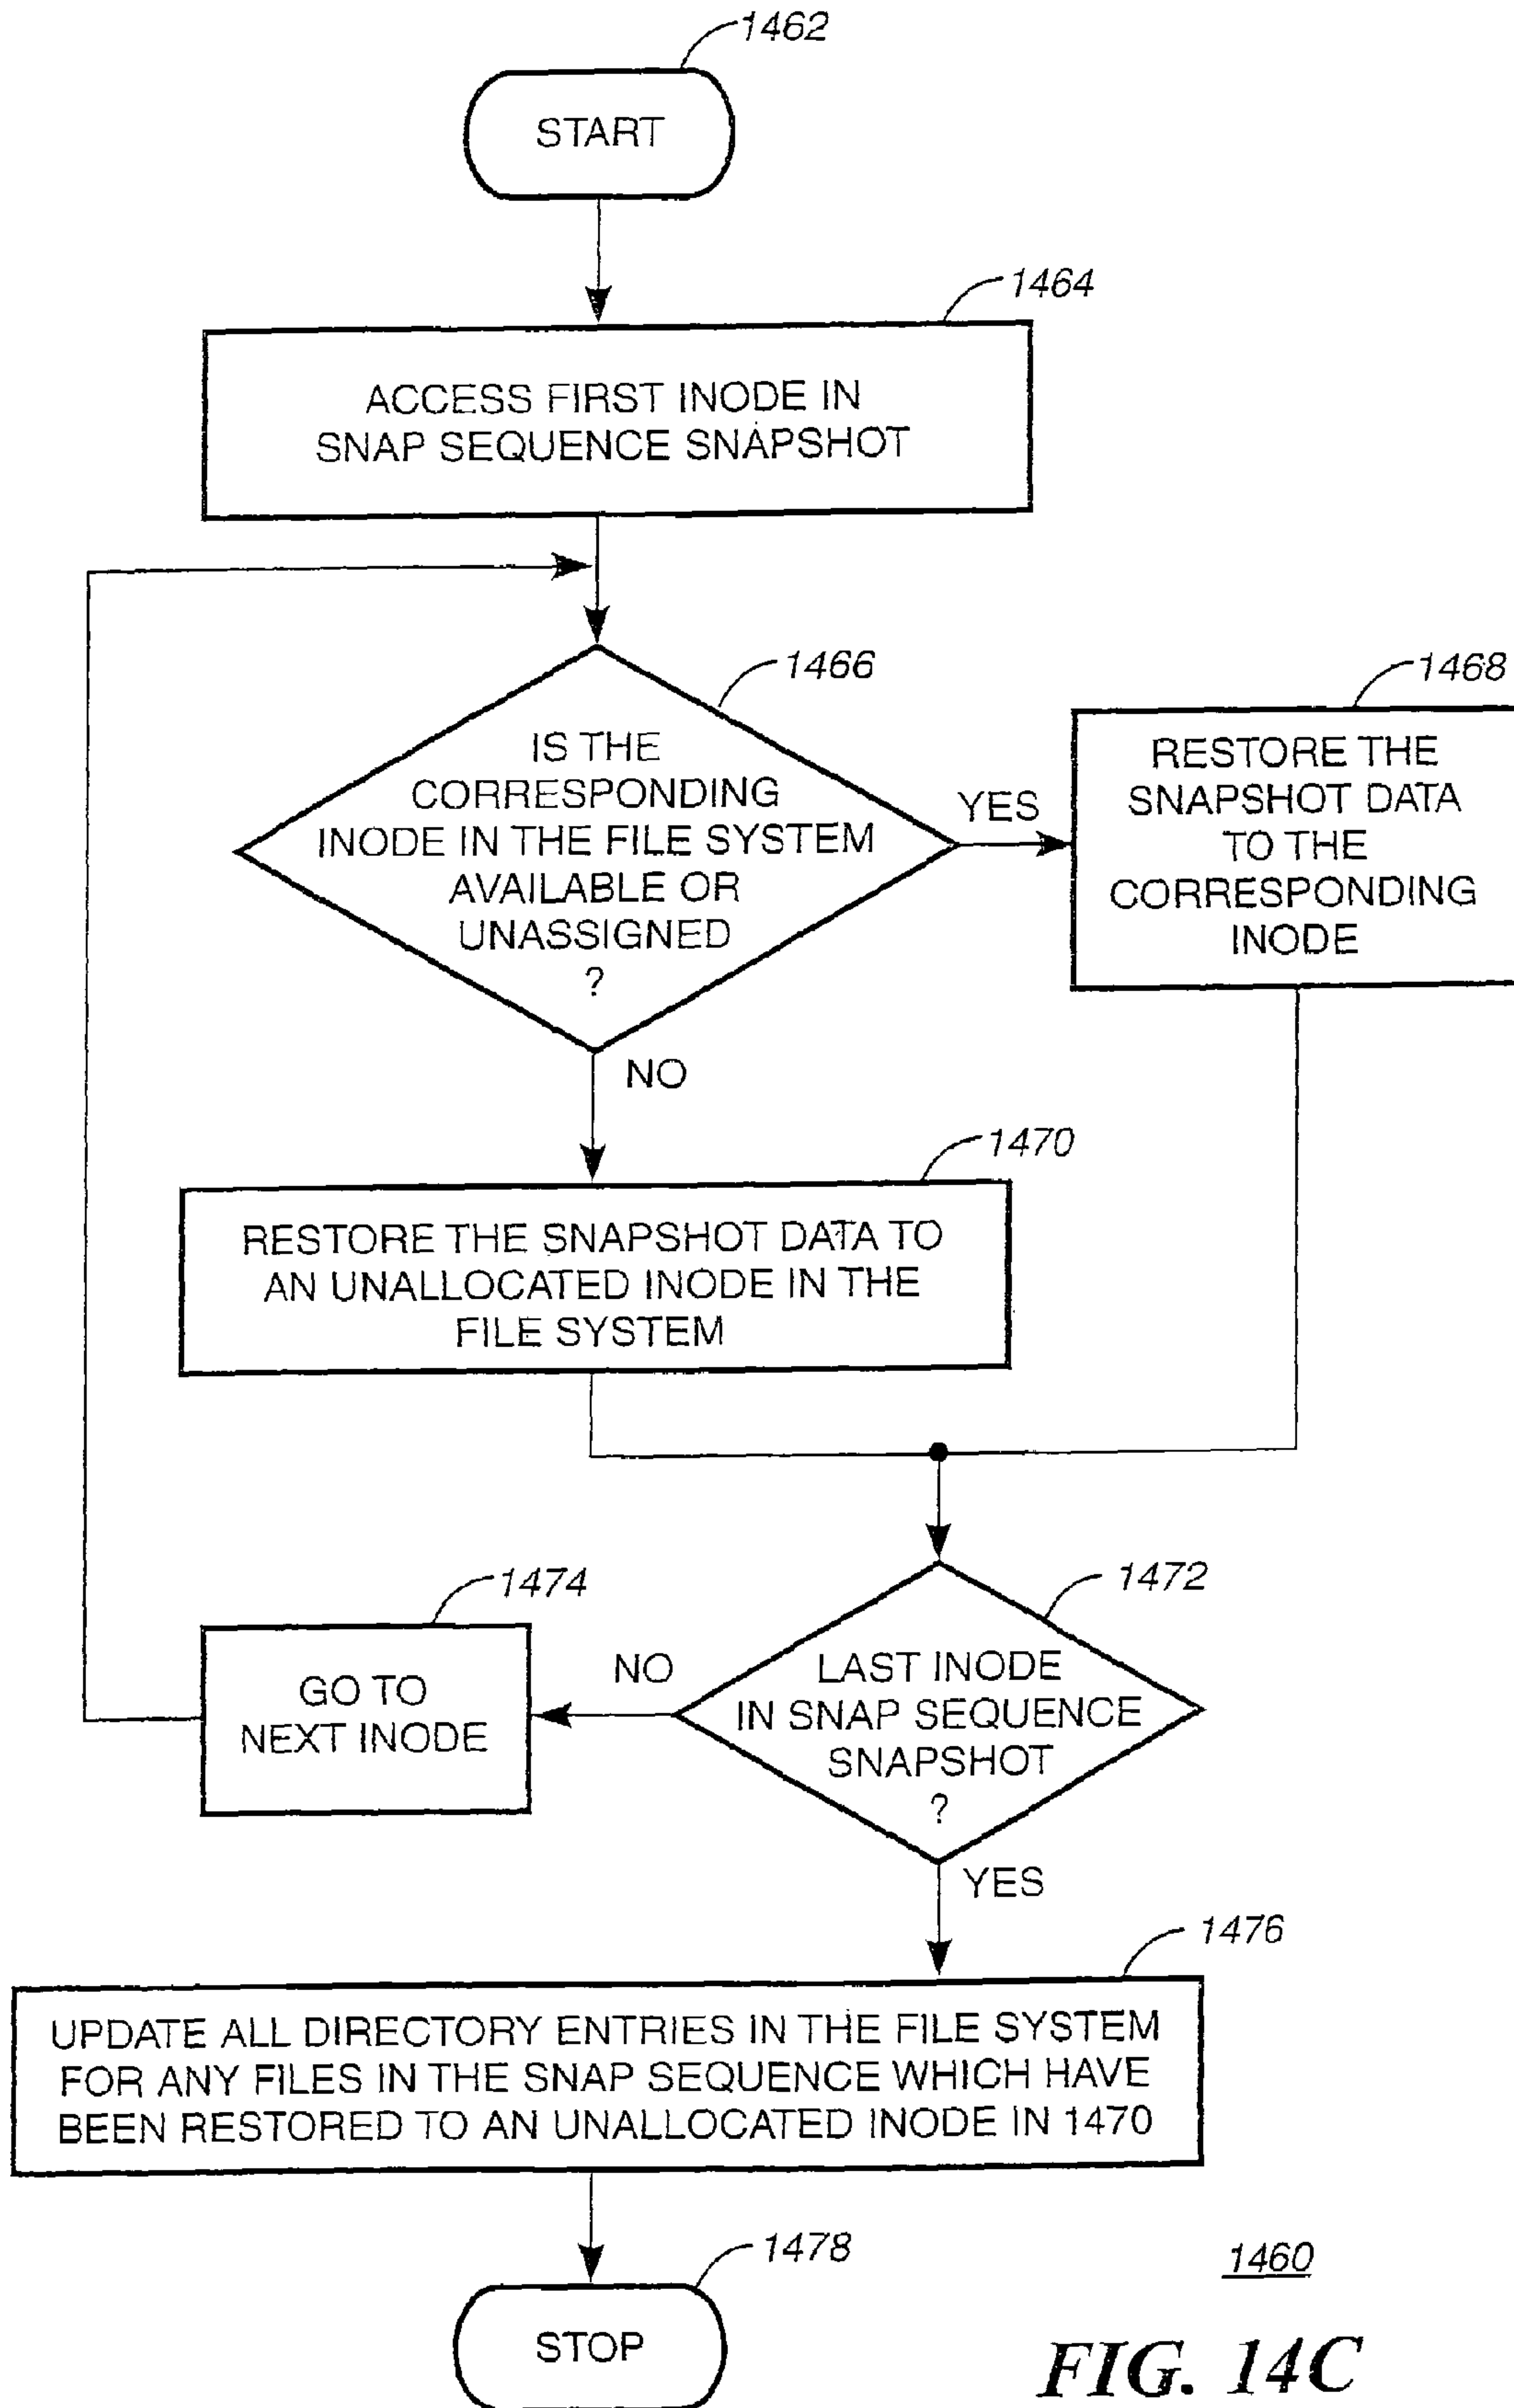 1462
START
1464
ACCESS FIRST INODE IN
SNAP SEQUENCE SNAPSHOT
1466
IS THE
CORRESPONDING
INODE IN THE FILE SYSTEM
AVAILABLE OR
UNASSIGNED
?
YES
1468
RESTORE THE
SNAPSHOT DATA
TO THE
CORRESPONDING
INODE
NO
1470
RESTORE THE SNAPSHOT DATA TO
AN UNALLOCATED INODE IN THE
FILE SYSTEM
1472
LAST INODE
IN SNAP SEQUENCE
SNAPSHOT
?
NO
1474
GO TO
NEXT INODE
YES
1476
UPDATE ALL DIRECTORY ENTRIES IN THE FILE SYSTEM
FOR ANY FILES IN THE SNAP SEQUENCE WHICH HAVE
BEEN RESTORED TO AN UNALLOCATED INODE IN 1470
1478
STOP
1460
FIG. 14C